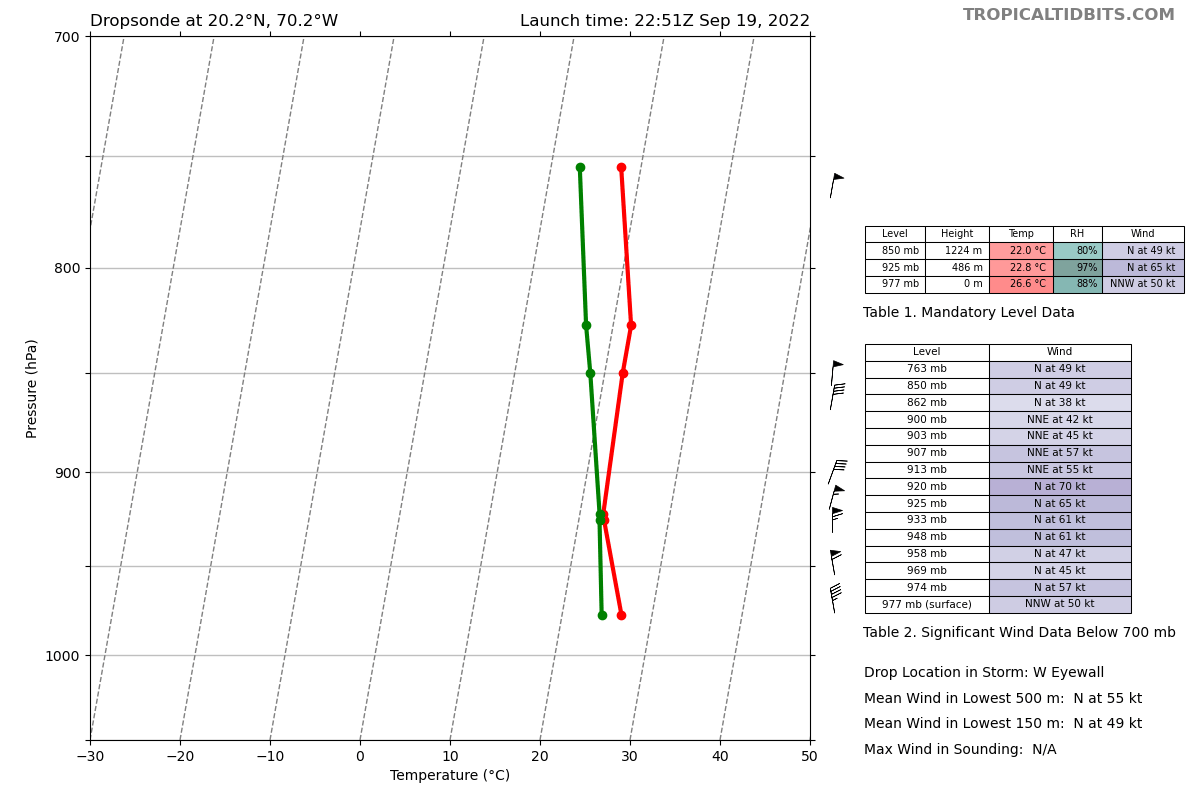 Dropsonde at 20.2°N, 70.2°W
Launch time: 22:51Z Sep 19, 2022
TROPICALTIDBITS.COM
Pressure (hPa)
700
800
900
1000
−30 −20 −10 0 10 20 30 40 50
Temperature (°C)
Level Height Temp RH Wind
850 mb 1224 m 22.0 °C 80% N at 49 kt
925 mb 486 m 22.8 °C 97% N at 65 kt
977 mb 0 m 26.6 °C 88% NNW at 50 kt
Table 1. Mandatory Level Data
Level Wind
763 mb N at 49 kt
850 mb N at 49 kt
862 mb N at 38 kt
900 mb NNE at 42 kt
903 mb NNE at 45 kt
907 mb NNE at 57 kt
913 mb NNE at 55 kt
920 mb N at 70 kt
925 mb N at 65 kt
933 mb N at 61 kt
948 mb N at 61 kt
958 mb N at 47 kt
969 mb N at 45 kt
974 mb N at 57 kt
977 mb (surface) NNW at 50 kt
Table 2. Significant Wind Data Below 700 mb
Drop Location in Storm: W Eyewall
Mean Wind in Lowest 500 m: N at 55 kt
Mean Wind in Lowest 150 m: N at 49 kt
Max Wind in Sounding: N/A